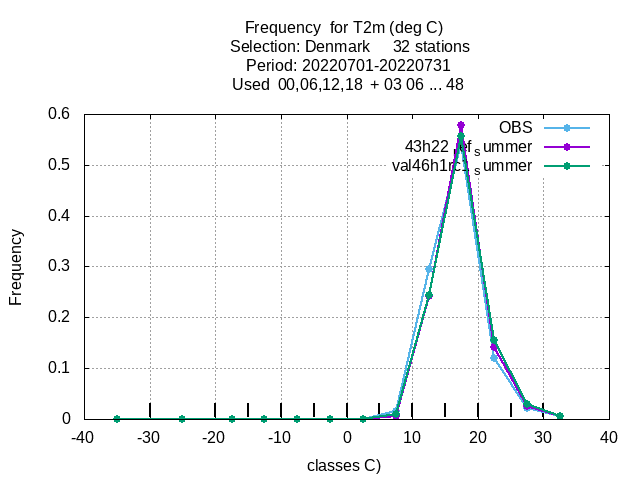 Frequency  for T2m (deg C)
Selection: Denmark     32 stations
Period: 20220701-20220731
Used  00,06,12,18  + 03 06 ... 48
OBS
43h22 ref s ummer
val46h1rc1 s ummer
0.6
0.5
0.4
0.3
0.2
0.1
0
Frequency
-40 -30 -20 -10 0 10 20 30 40
classes C)